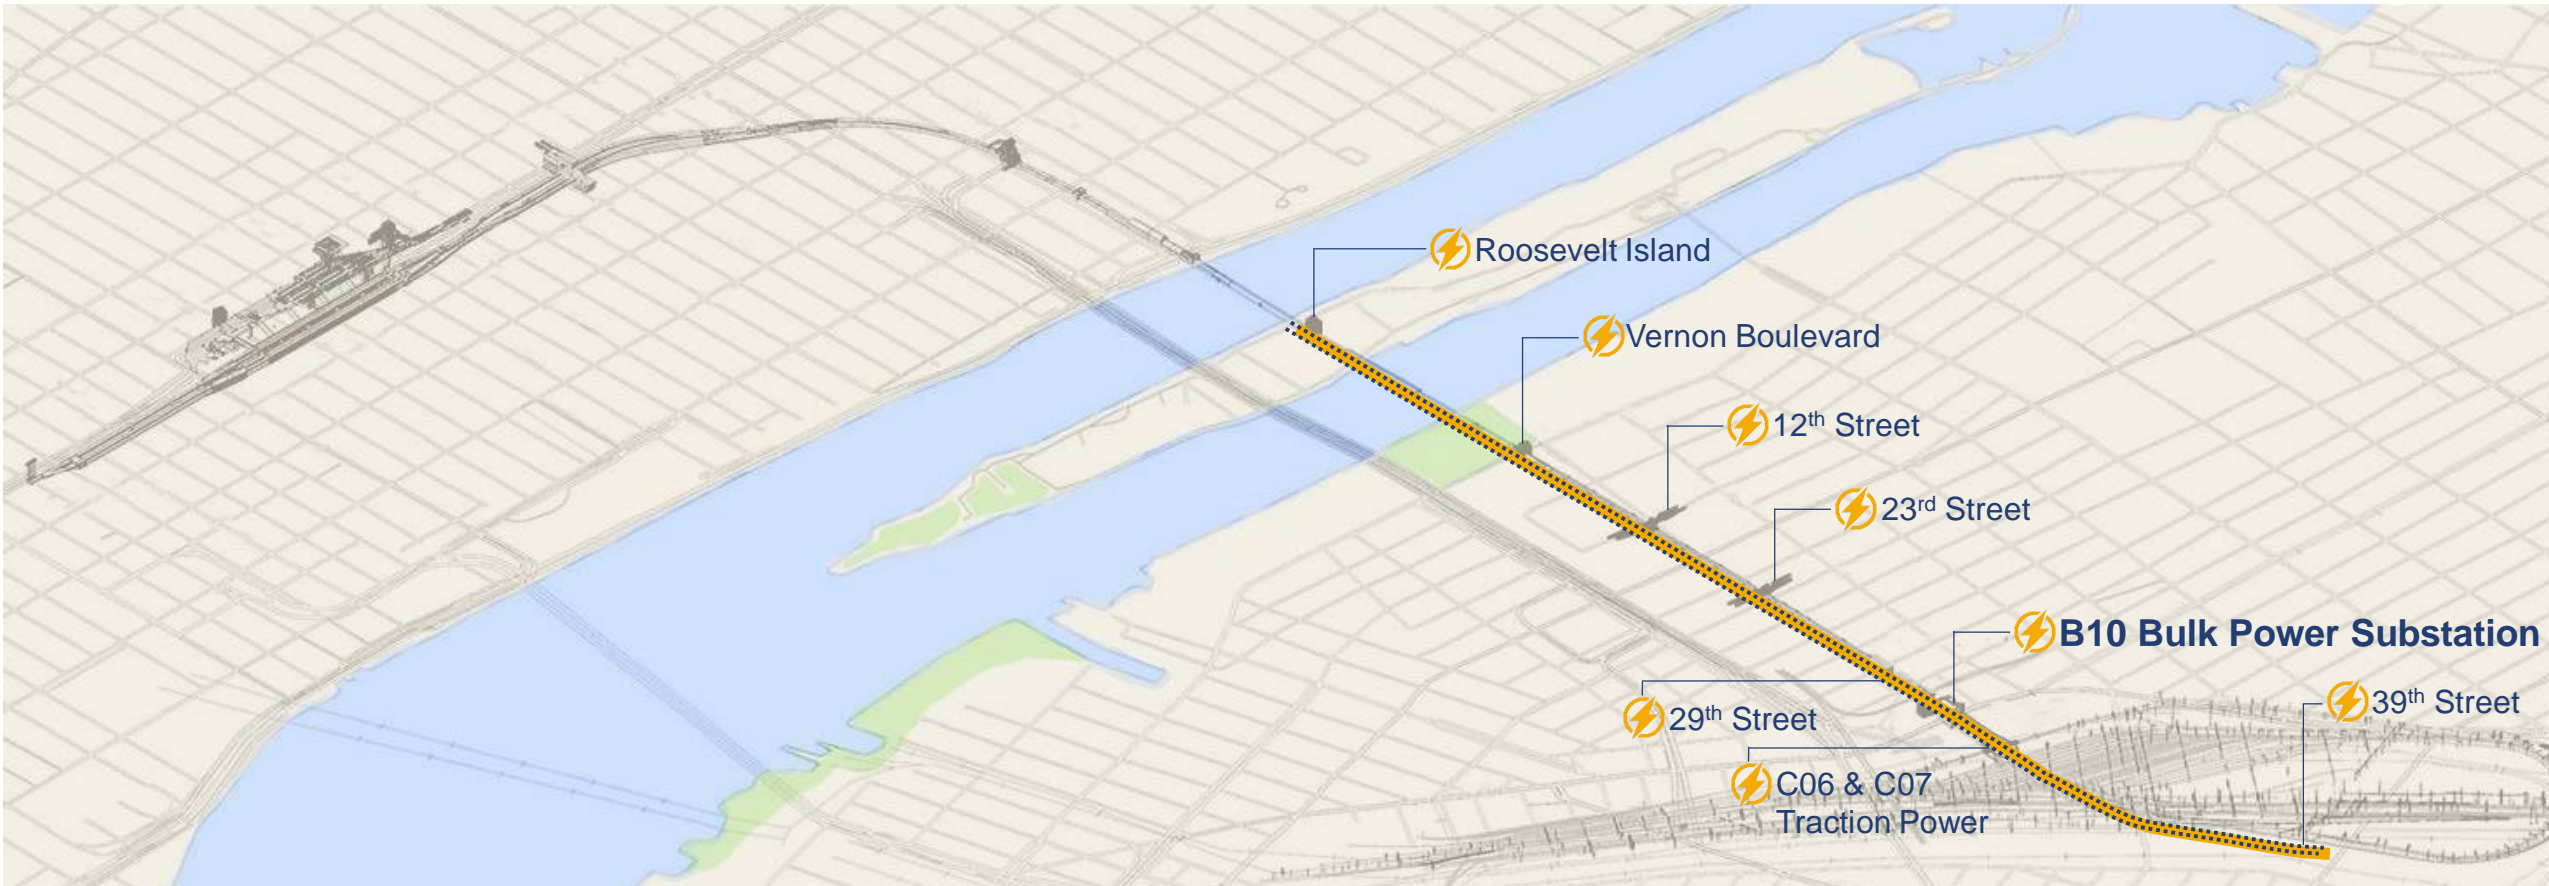 Roosevelt Island
Vernon Boulevard
12th Street
23rd Street
B10 Bulk Power Substation
29th Street
39th Street
C06 & C07
Traction Power